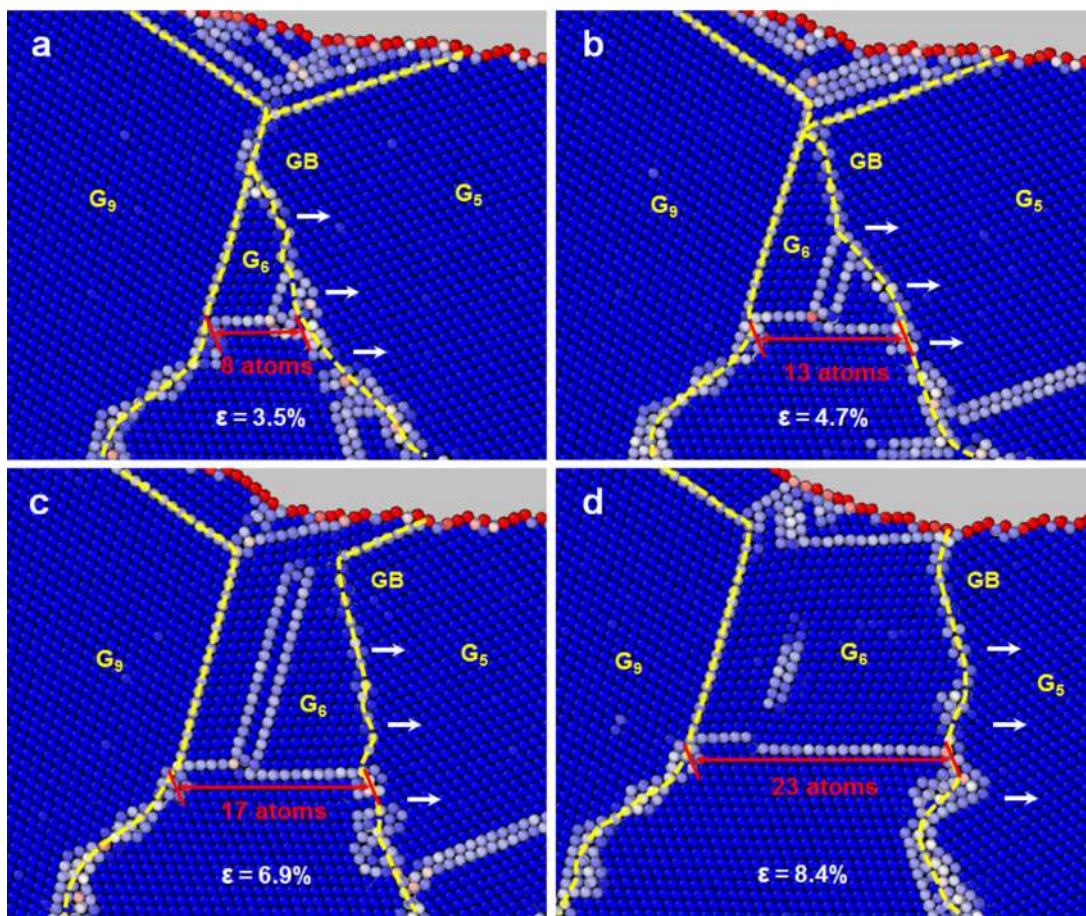 a
GB
G9
G5
G6
8 atoms
ε = 3.5%
b
GB
G9
G5
G6
13 atoms
ε = 4.7%
c
GB
G9
G5
G6
17 atoms
ε = 6.9%
d
GB
G9
G6
G5
23 atoms
ε = 8.4%